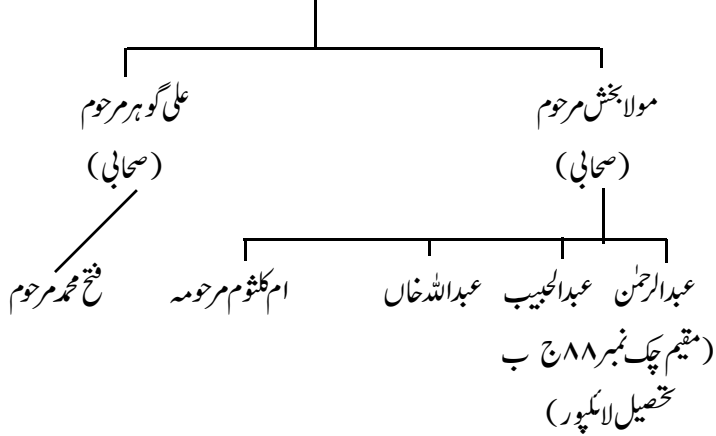 مولا بخش مرحوم علی گوہر مرحوم
(صحابی) (صحابی)
عبدالرحمٰن عبدالحبیب عبداللہ خاں ام کلثوم مرحومہ فتح محمد مرحوم
(مقیم چک نمبر ۸۸ ج ب
تحصیل لائلپور)